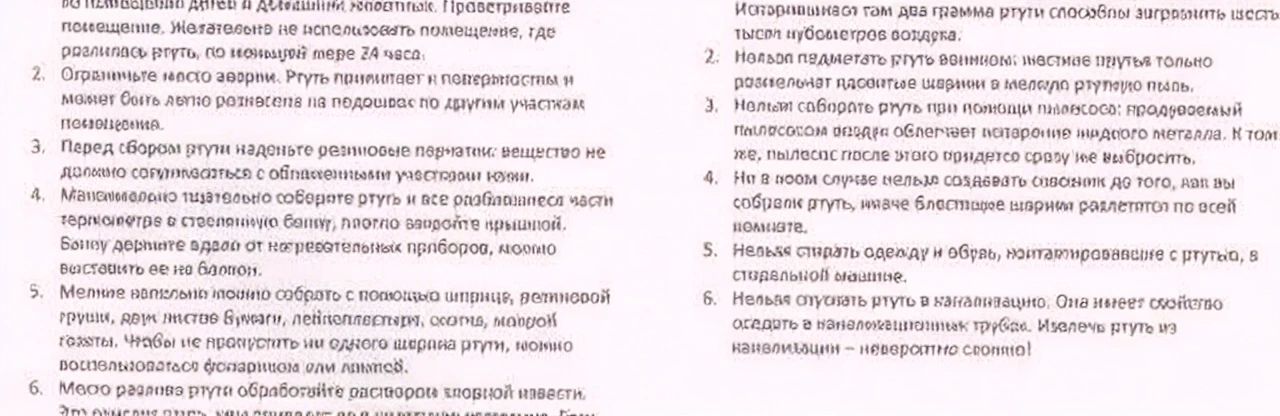 помещение. Желательно не использовать помещение, где
разлилась ртуть, по меньшей мере 24 часа.
2. Ограничьте место аварии. Ртуть прилипает к поверхностям и
может быть легко разнесена на подошвах по другим участкам
помещения.
3. Перед сбором ртути наденьте резиновые перчатки: вещество не
должно соприкасаться с обнаженными участками кожи.
4. Максимально тщательно соберите ртуть и все разбившиеся части
термометра в стеклянную банку, плотно закройте крышкой.
Банку держите вдали от нагревательных приборов, можно
выставить ее на балкон.
5. Мелкие капельки можно собрать с помощью шприца, резиновой
груши, двух листов бумаги, лейкопластыря, скотча, мокрой
газеты. Чтобы не пропустить ни одного шарика ртути, можно
воспользоваться фонариком или лампой.
6. Место разлива ртути обработайте раствором хлорной извести.
Испарившиеся там два грамма ртути способны загрязнить шесть
тысяч кубометров воздуха.
2. Нельзя подметать ртуть веником: жесткие прутья только
размельчат ядовитые шарики в мелкую ртутную пыль.
3. Нельзя собирать ртуть при помощи пылесоса: продуваемый
пылесосом воздух облегчает испарение жидкого металла. К том
же, пылесос после этого придется сразу же выбросить.
4. Ни в коем случае нельзя создавать сквозняк до того, как вы
собрали ртуть, иначе блестящие шарики разлетятся по всей
комнате.
5. Нельзя стирать одежду и обувь, контактировавшие с ртутью, в
стиральной машине.
6. Нельзя спускать ртуть в канализацию. Она имеет свойство
оседать в канализационных трубах. Извлечь ртуть из
канализации – невероятно сложно!